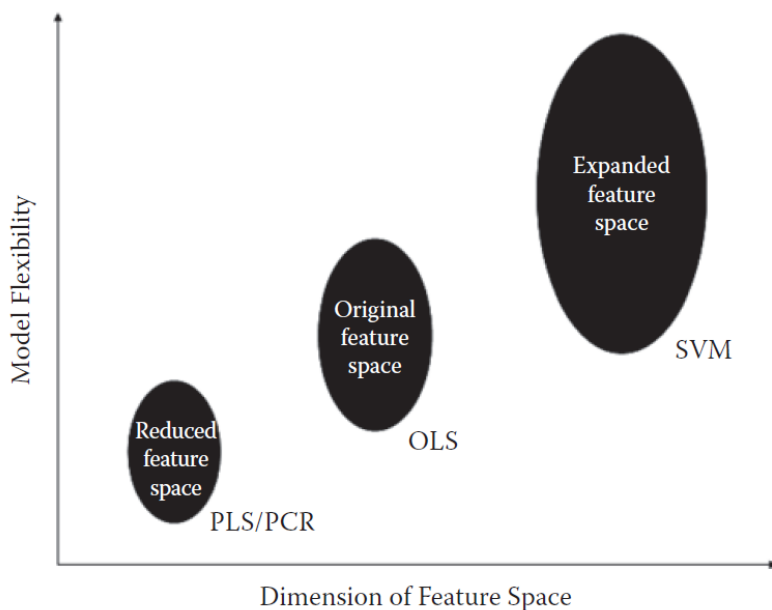 Model Flexibility
Expanded
feature
space
SVM
Original
feature
space
OLS
Reduced
feature
space
PLS/PCR
Dimension of Feature Space